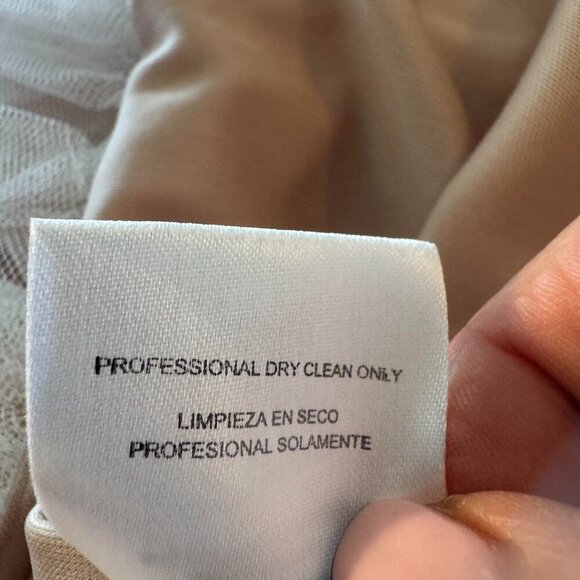 PROFESSIONAL DRY CLEAN ONLY
LIMPIEZA EN SECO
PROFESIONAL SOLAMENTE